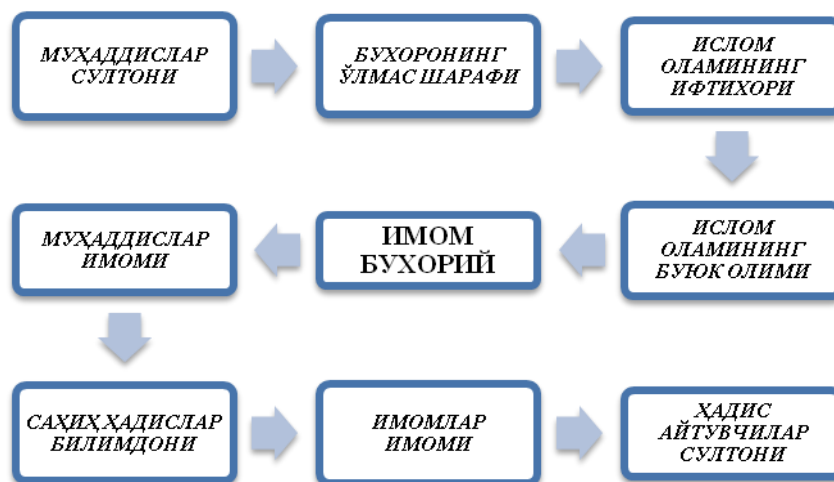 МУҲАДДИСЛАР
СУЛТОНИ
БУХОРОНИНГ
ЎЛМАС ШАРАФИ
ИСЛОМ
ОЛАМИНИНГ
ИФТИХОРИ
МУҲАДДИСЛАР
ИМОМИ
ИМОМ
БУХОРИЙ
ИСЛОМ
ОЛАМИНИНГ
БУЮК ОЛИМИ
САҲИҲ ҲАДИСЛАР
БИЛИМДОНИ
ИМОМЛАР
ИМОМИ
ҲАДИС
АЙТУВЧИЛАР
СУЛТОНИ